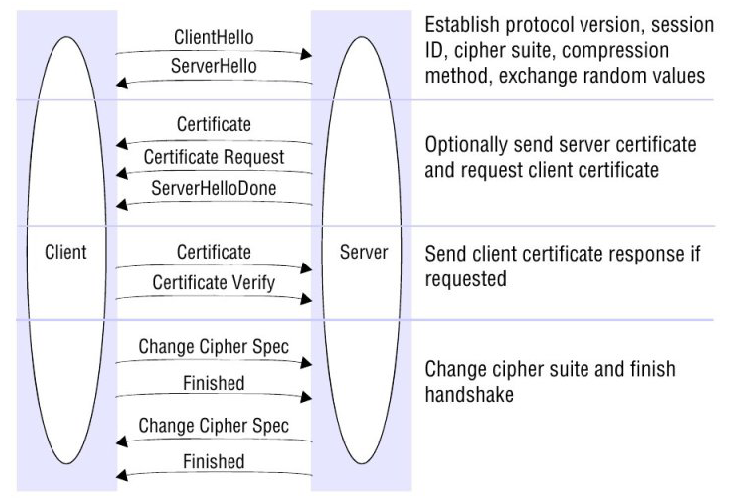 ClientHello
ServerHello
Establish protocol version, session
ID, cipher suite, compression
method, exchange random values
Certificate
Certificate Request
ServerHelloDone
Optionally send server certificate
and request client certificate
Client
Server
Certificate
Certificate Verify
Send client certificate response if
requested
Change Cipher Spec
Finished
Change Cipher Spec
Finished
Change cipher suite and finish
handshake